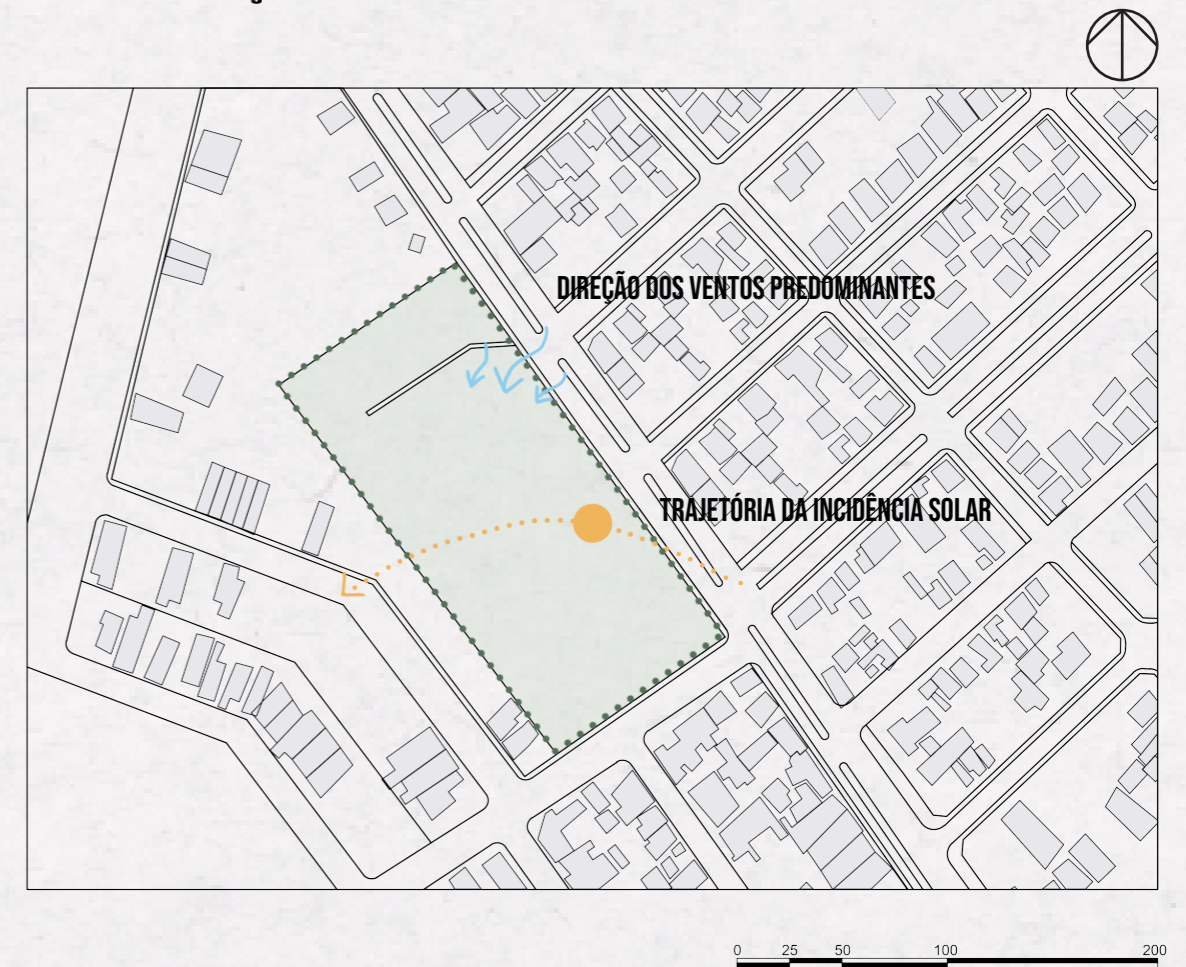 DIREÇÃO DOS VENTOS PREDOMINANTES
TRAJETÓRIA DA INCIDÊNCIA SOLAR
0 25 50 100 200